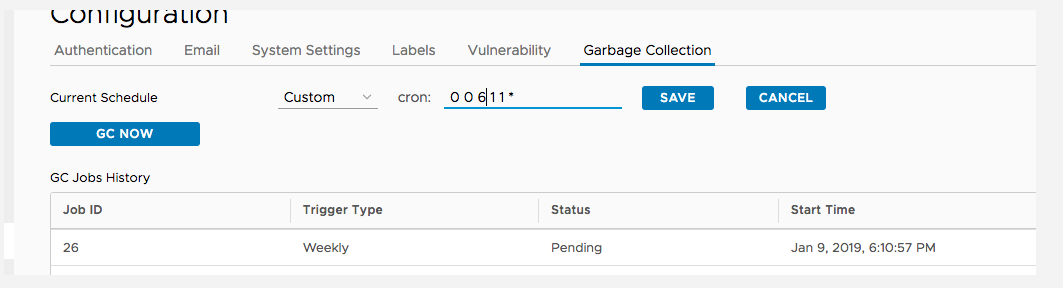 Configuration
Authentication Email System Settings Labels Vulnerability Garbage Collection
Current Schedule Custom cron: 0 0 6 1 1 * SAVE CANCEL
GC NOW
GC Jobs History
Job ID Trigger Type Status Start Time
26 Weekly Pending Jan 9, 2019, 6:10:57 PM